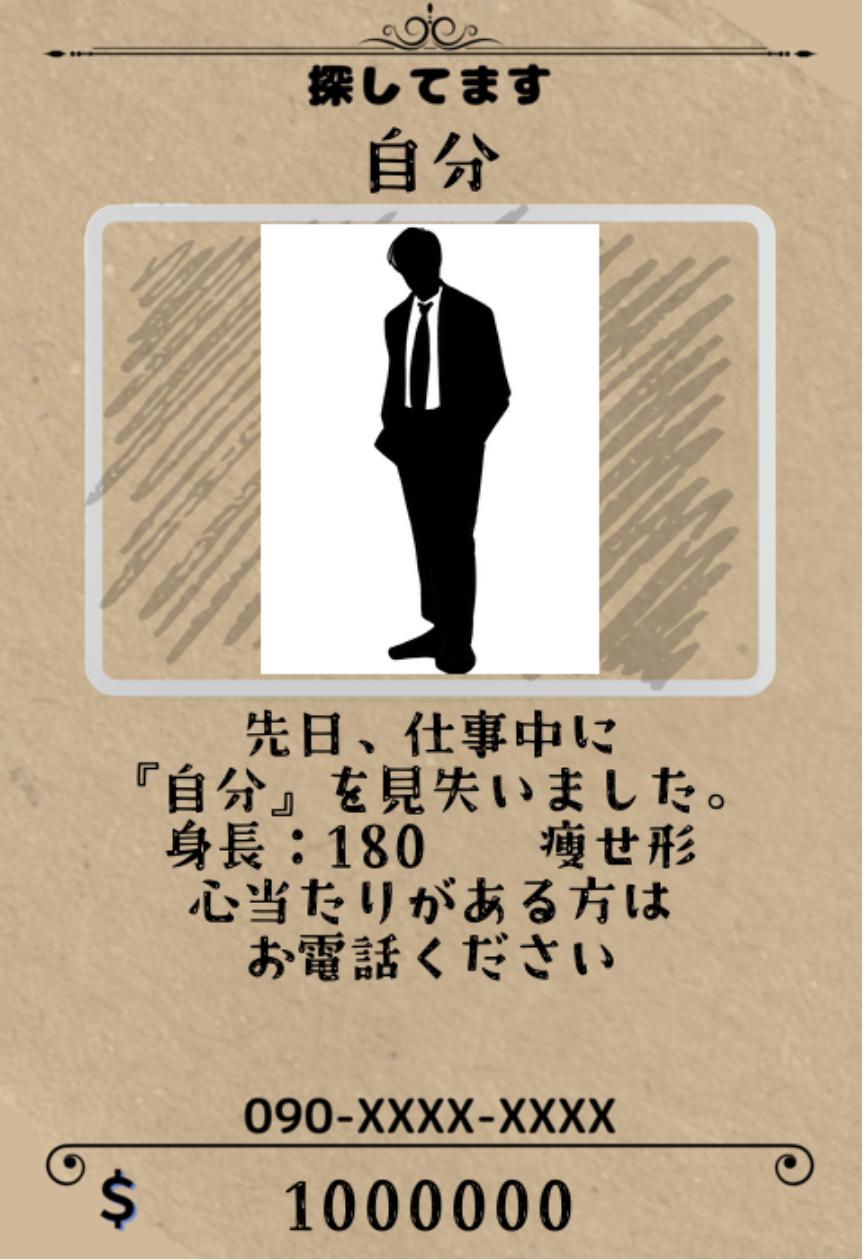 探してます
自分
先日、仕事中に
『自分』を見失いました。
身長：180　　痩せ形
心当たりがある方は
お電話ください
090-XXXX-XXXX
$　1000000